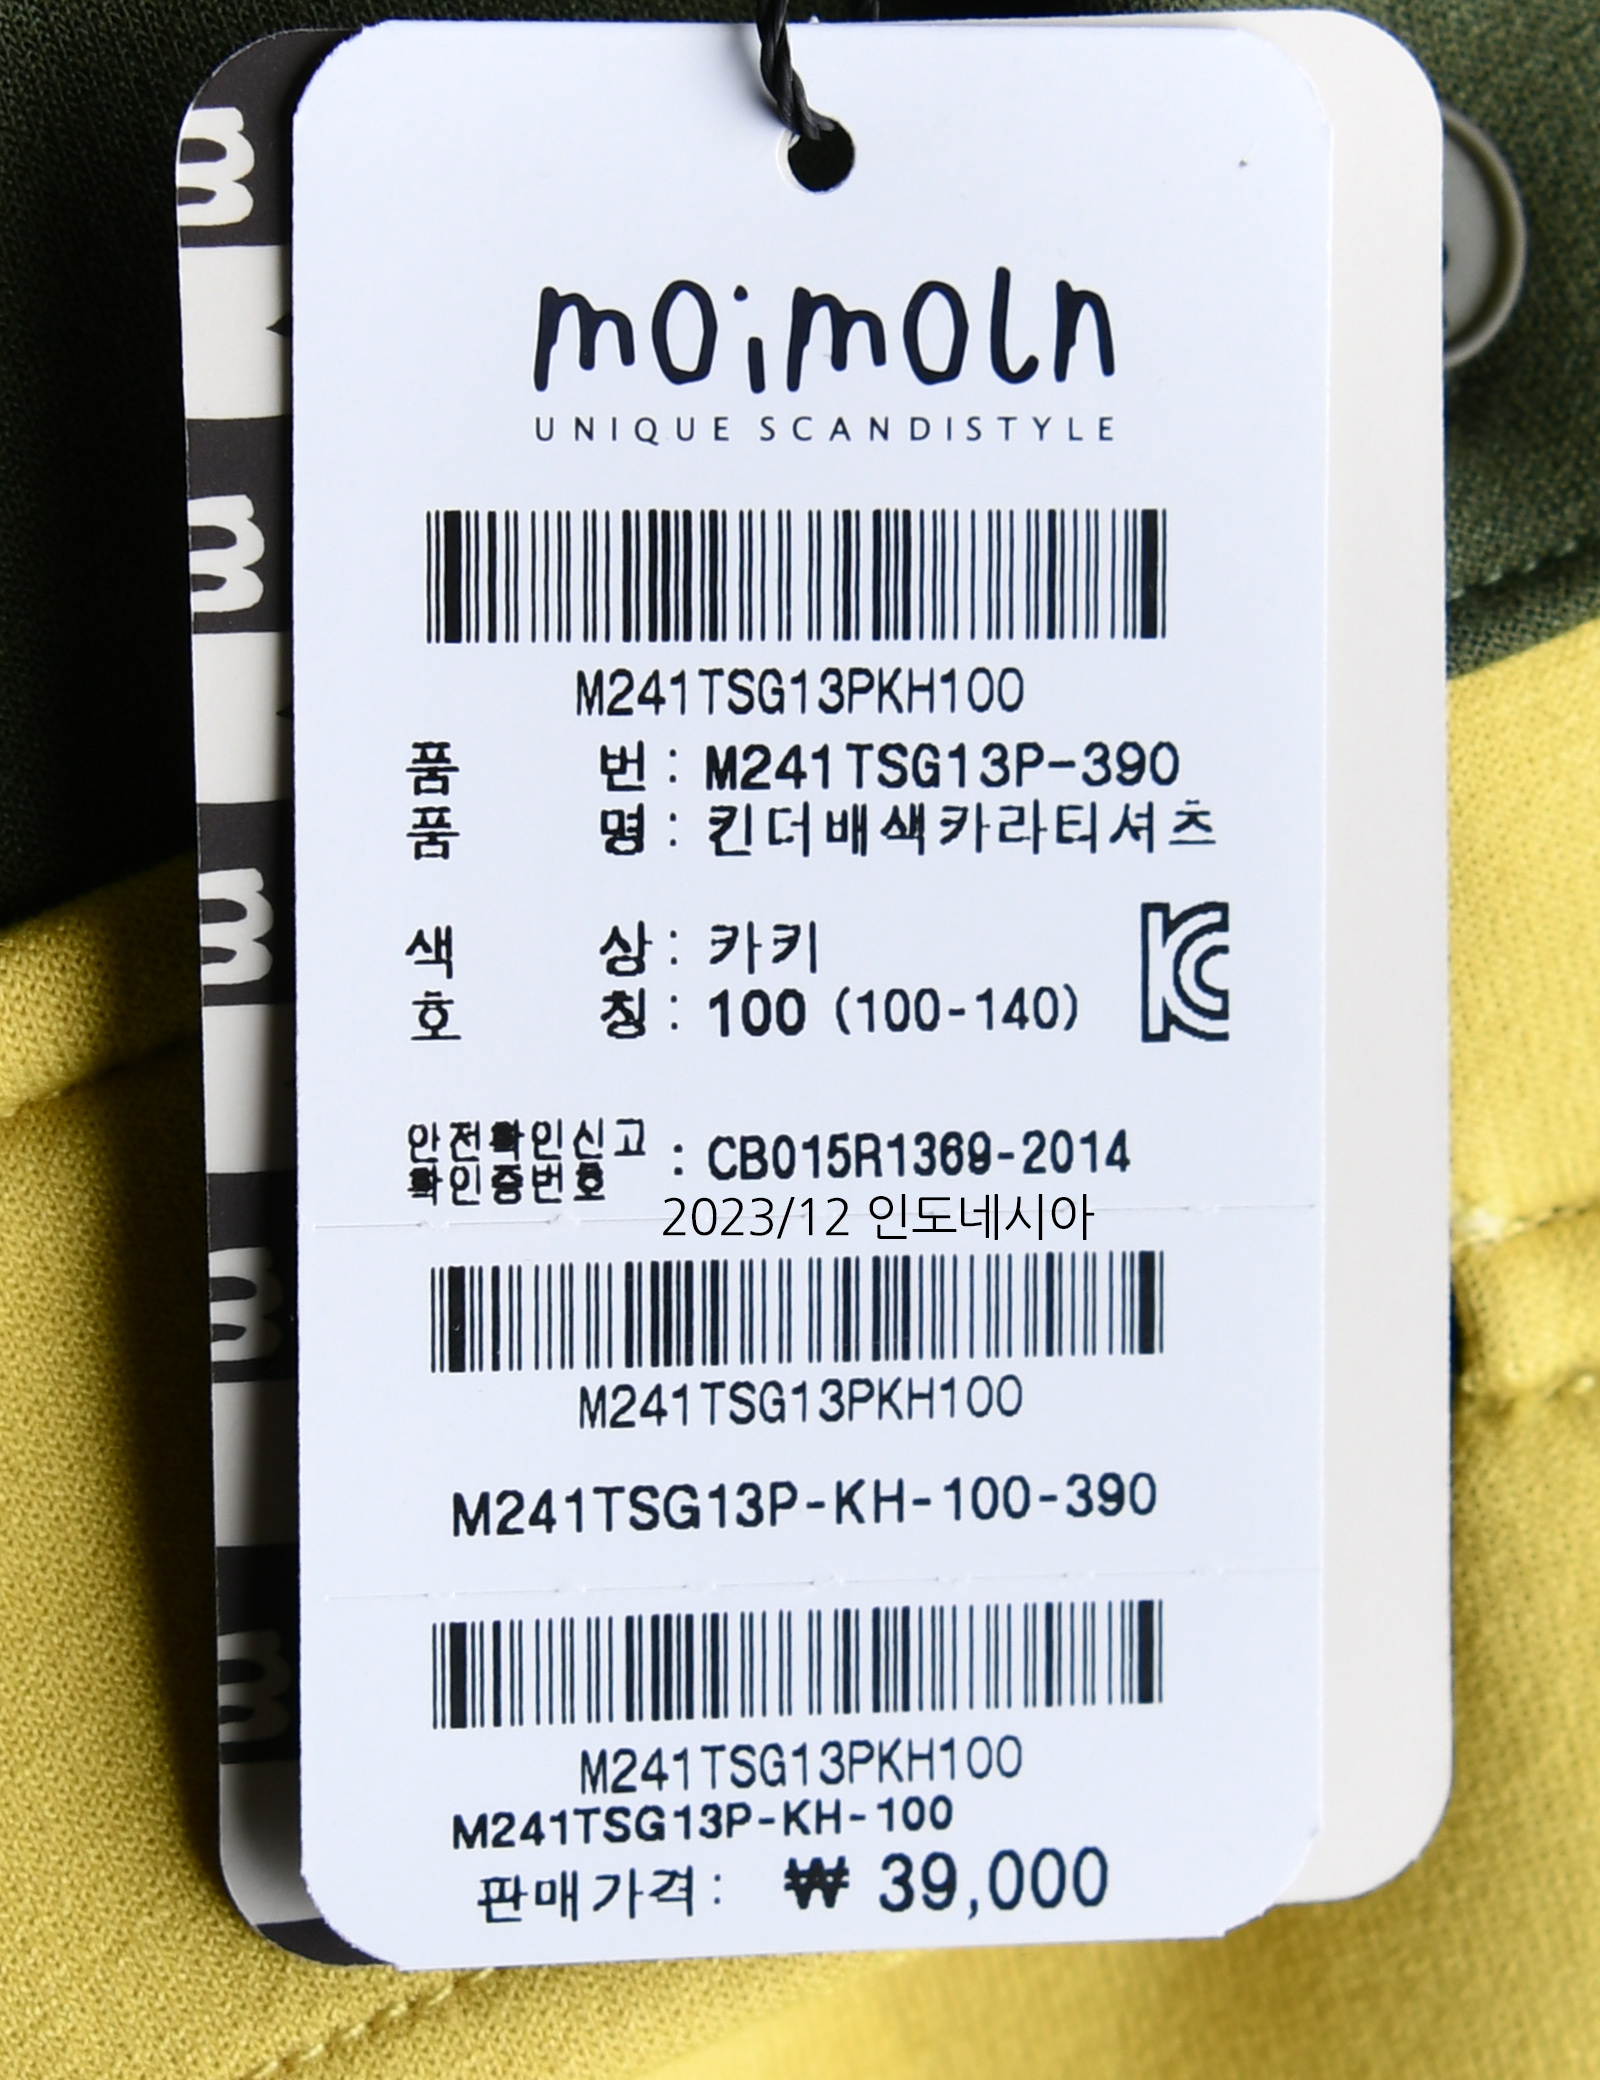 moimoln
UNIQUE SCANDISTYLE
M241TSG13PKH100
품 번 : M241TSG13P-390
품 명 : 킨더배색카라티셔츠
색 상 : 카키
호 칭 : 100 (100-140)
KC
안전확인신고
확인증번호 : CB015R1369-2014
2023/12 인도네시아
M241TSG13PKH100
M241TSG13P-KH-100-390
M241TSG13PKH100
M241TSG13P-KH-100
판매가격 : ₩ 39,000